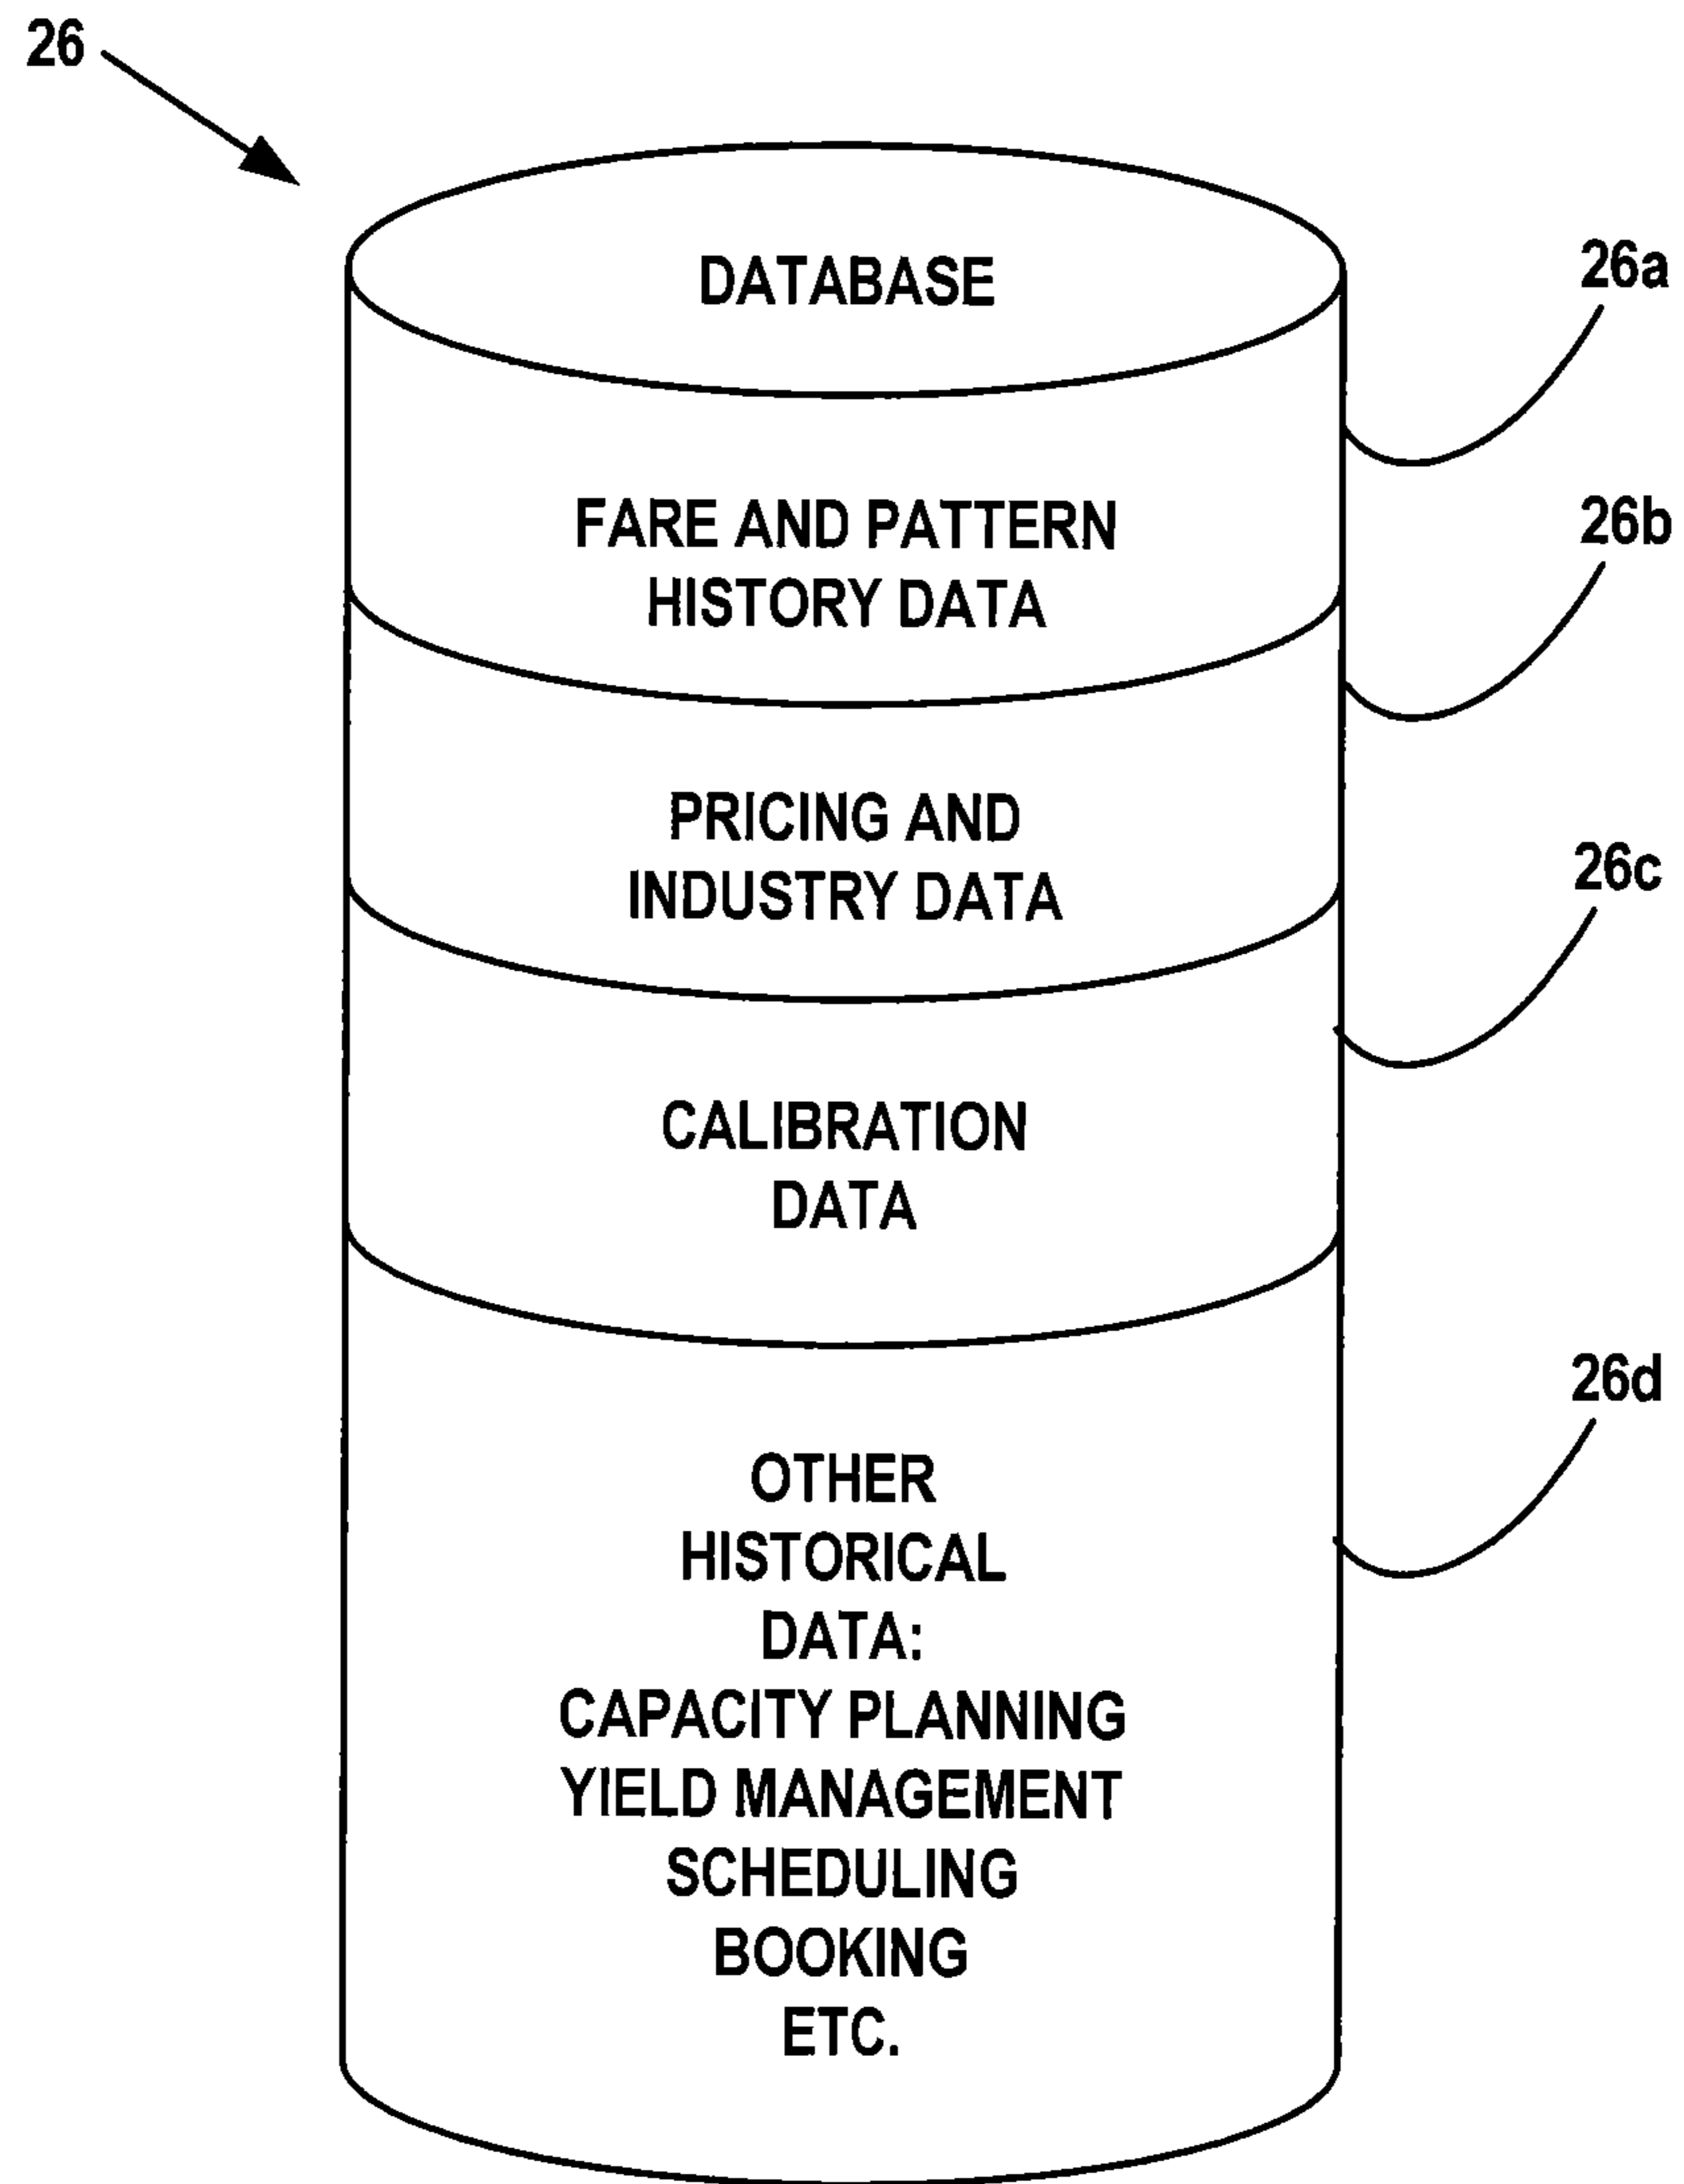 26
DATABASE
26a
FARE AND PATTERN
HISTORY DATA
26b
PRICING AND
INDUSTRY DATA
26c
CALIBRATION
DATA
26d
OTHER
HISTORICAL
DATA:
CAPACITY PLANNING
YIELD MANAGEMENT
SCHEDULING
BOOKING
ETC.